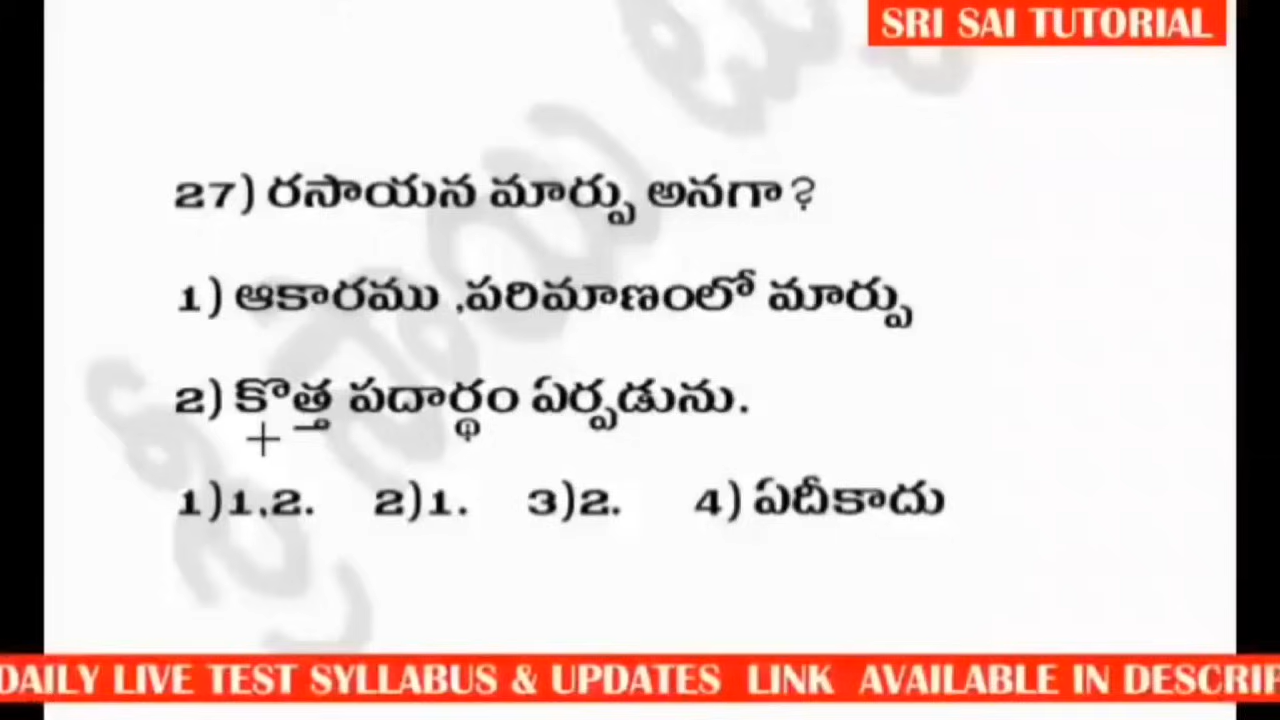 SRI SAI TUTORIAL
27) రసాయన మార్పు అనగా?
1) ఆకారము ,పరిమాణంలో మార్పు
2) కొత్త పదార్థం ఏర్పడును.
1)1,2. 2)1. 3)2. 4) ఏదీకాదు
DAILY LIVE TEST SYLLABUS & UPDATES LINK AVAILABLE IN DESCRIP